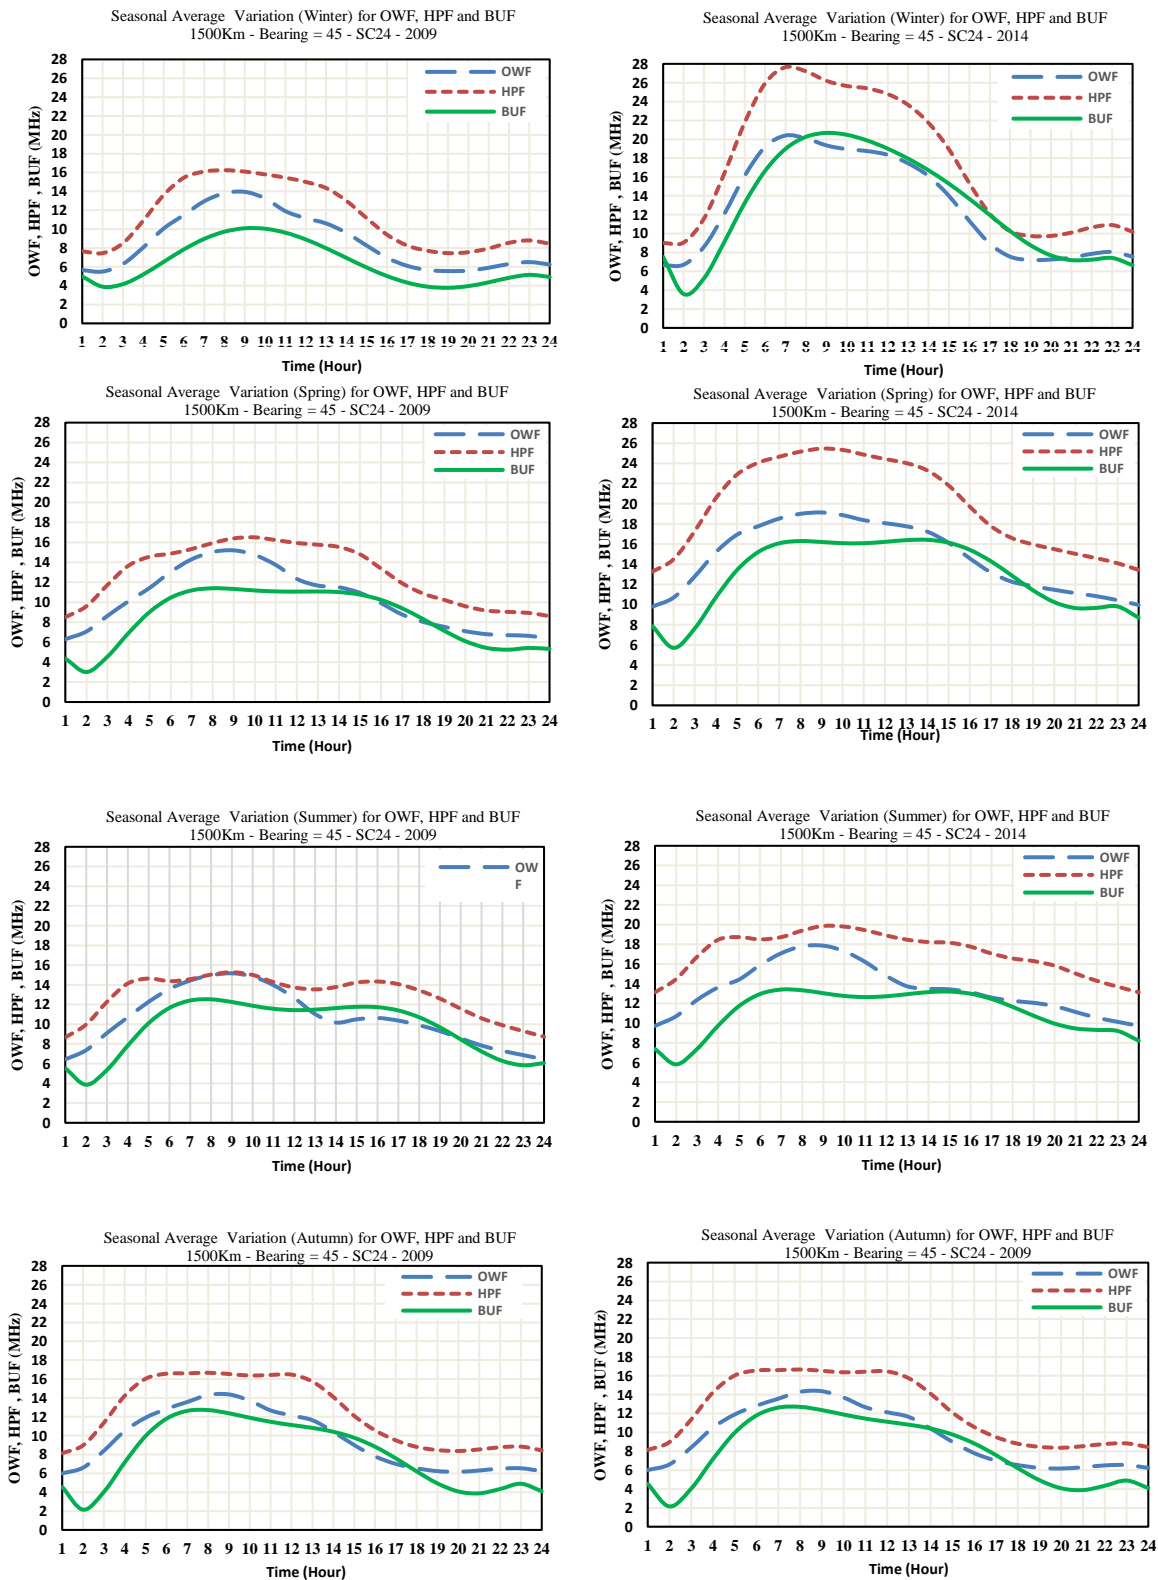 Seasonal Average Variation (Winter) for OWF, HPF and BUF
1500Km - Bearing = 45 - SC24 - 2009
OWF, HPF , BUF (MHz)
28
26
24
22
20
18
16
14
12
10
8
6
4
2
0
OWF
HPF
BUF
1 2 3 4 5 6 7 8 9 10 11 12 13 14 15 16 17 18 19 20 21 22 23 24
Time (Hour)
Seasonal Average Variation (Winter) for OWF, HPF and BUF
1500Km - Bearing = 45 - SC24 - 2014
OWF, HPF , BUF (MHz)
28
26
24
22
20
18
16
14
12
10
8
6
4
2
0
OWF
HPF
BUF
1 2 3 4 5 6 7 8 9 10 11 12 13 14 15 16 17 18 19 20 21 22 23 24
Time (Hour)
Seasonal Average Variation (Spring) for OWF, HPF and BUF
1500Km - Bearing = 45 - SC24 - 2009
OWF, HPF , BUF (MHz)
28
26
24
22
20
18
16
14
12
10
8
6
4
2
0
OWF
HPF
BUF
1 2 3 4 5 6 7 8 9 10 11 12 13 14 15 16 17 18 19 20 21 22 23 24
Time (Hour)
Seasonal Average Variation (Spring) for OWF, HPF and BUF
1500Km - Bearing = 45 - SC24 - 2014
OWF, HPF , BUF (MHz)
28
26
24
22
20
18
16
14
12
10
8
6
4
2
0
OWF
HPF
BUF
1 2 3 4 5 6 7 8 9 10 11 12 13 14 15 16 17 18 19 20 21 22 23 24
Time (Hour)
Seasonal Average Variation (Summer) for OWF, HPF and BUF
1500Km - Bearing = 45 - SC24 - 2009
OWF, HPF , BUF (MHz)
28
26
24
22
20
18
16
14
12
10
8
6
4
2
0
OW
F
1 2 3 4 5 6 7 8 9 10 11 12 13 14 15 16 17 18 19 20 21 22 23 24
Time (Hour)
Seasonal Average Variation (Summer) for OWF, HPF and BUF
1500Km - Bearing = 45 - SC24 - 2014
OWF, HPF , BUF (MHz)
28
26
24
22
20
18
16
14
12
10
8
6
4
2
0
OWF
HPF
BUF
1 2 3 4 5 6 7 8 9 10 11 12 13 14 15 16 17 18 19 20 21 22 23 24
Time (Hour)
Seasonal Average Variation (Autumn) for OWF, HPF and BUF
1500Km - Bearing = 45 - SC24 - 2009
OWF, HPF , BUF (MHz)
28
26
24
22
20
18
16
14
12
10
8
6
4
2
0
OWF
HPF
BUF
1 2 3 4 5 6 7 8 9 10 11 12 13 14 15 16 17 18 19 20 21 22 23 24
Time (Hour)
Seasonal Average Variation (Autumn) for OWF, HPF and BUF
1500Km - Bearing = 45 - SC24 - 2009
OWF, HPF , BUF (MHz)
28
26
24
22
20
18
16
14
12
10
8
6
4
2
0
OWF
HPF
BUF
1 2 3 4 5 6 7 8 9 10 11 12 13 14 15 16 17 18 19 20 21 22 23 24
Time (Hour)